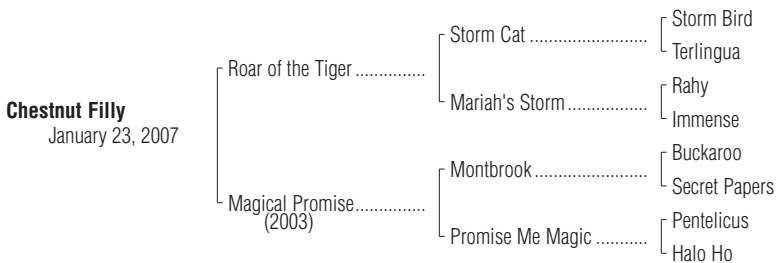 Chestnut Filly
January 23, 2007
Roar of the Tiger ...............
Magical Promise...............
(2003)
Storm Cat .........................
Mariah's Storm .................
Montbrook ........................
Promise Me Magic ...........
Storm Bird
Terlingua
Rahy
Immense
Buckaroo
Secret Papers
Pentelicus
Halo Ho